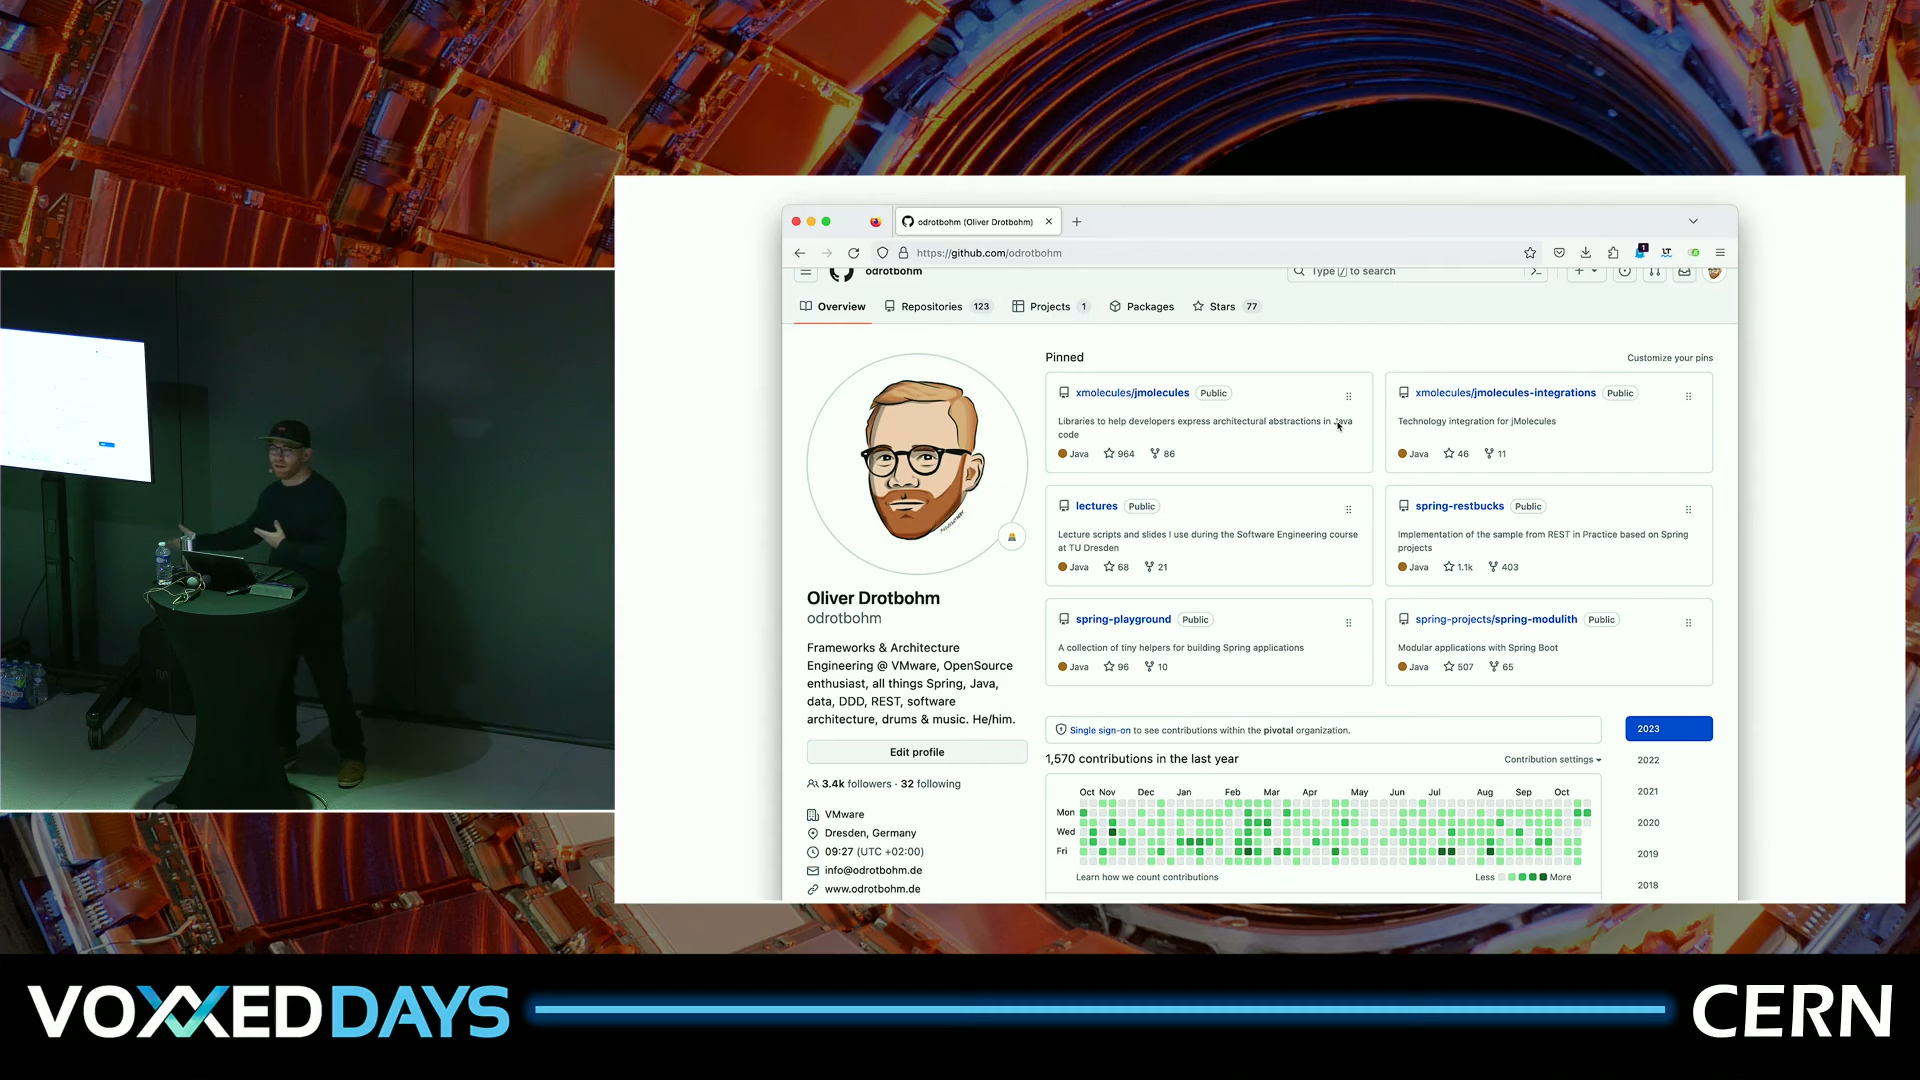 odrotbohm (Oliver Drotbohm)
https://github.com/odrotbohm
odrotbohm
Type / to search
Overview
Repositories 123
Projects 1
Packages
Stars 77
Pinned
Customize your pins
xmolecules/jmolecules Public
Libraries to help developers express architectural abstractions in Java
code
Java 964 86
xmolecules/jmolecules-integrations Public
Technology integration for jMolecules
Java 46 11
lectures Public
Lecture scripts and slides I use during the Software Engineering course
at TU Dresden
Java 68 21
spring-restbucks Public
Implementation of the sample from REST in Practice based on Spring
projects
Java 1.1k 403
spring-playground Public
A collection of tiny helpers for building Spring applications
Java 96 10
spring-projects/spring-modulith Public
Modular applications with Spring Boot
Java 507 65
Oliver Drotbohm
odrotbohm
Frameworks & Architecture
Engineering @ VMware, OpenSource
enthusiast, all things Spring, Java,
data, DDD, REST, software
architecture, drums & music. He/him.
Edit profile
3.4k followers · 32 following
VMware
Dresden, Germany
09:27 (UTC +02:00)
info@odrotbohm.de
www.odrotbohm.de
Single sign-on to see contributions within the pivotal organization.
1,570 contributions in the last year
Contribution settings
Oct Nov Dec Jan Feb Mar Apr May Jun Jul Aug Sep Oct
Mon
Wed
Fri
Learn how we count contributions
Less More
2023
2022
2021
2020
2019
2018
VOXXEDDAYS
CERN